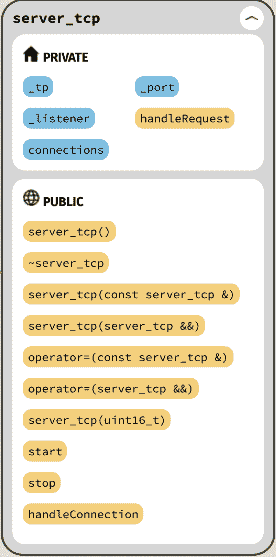 server_tcp
PRIVATE
_tp _port
_listener handleRequest
connections
PUBLIC
server_tcp()
~server_tcp
server_tcp(const server_tcp &)
server_tcp(server_tcp &&)
operator=(const server_tcp &)
operator=(server_tcp &&)
server_tcp(uint16_t)
start
stop
handleConnection